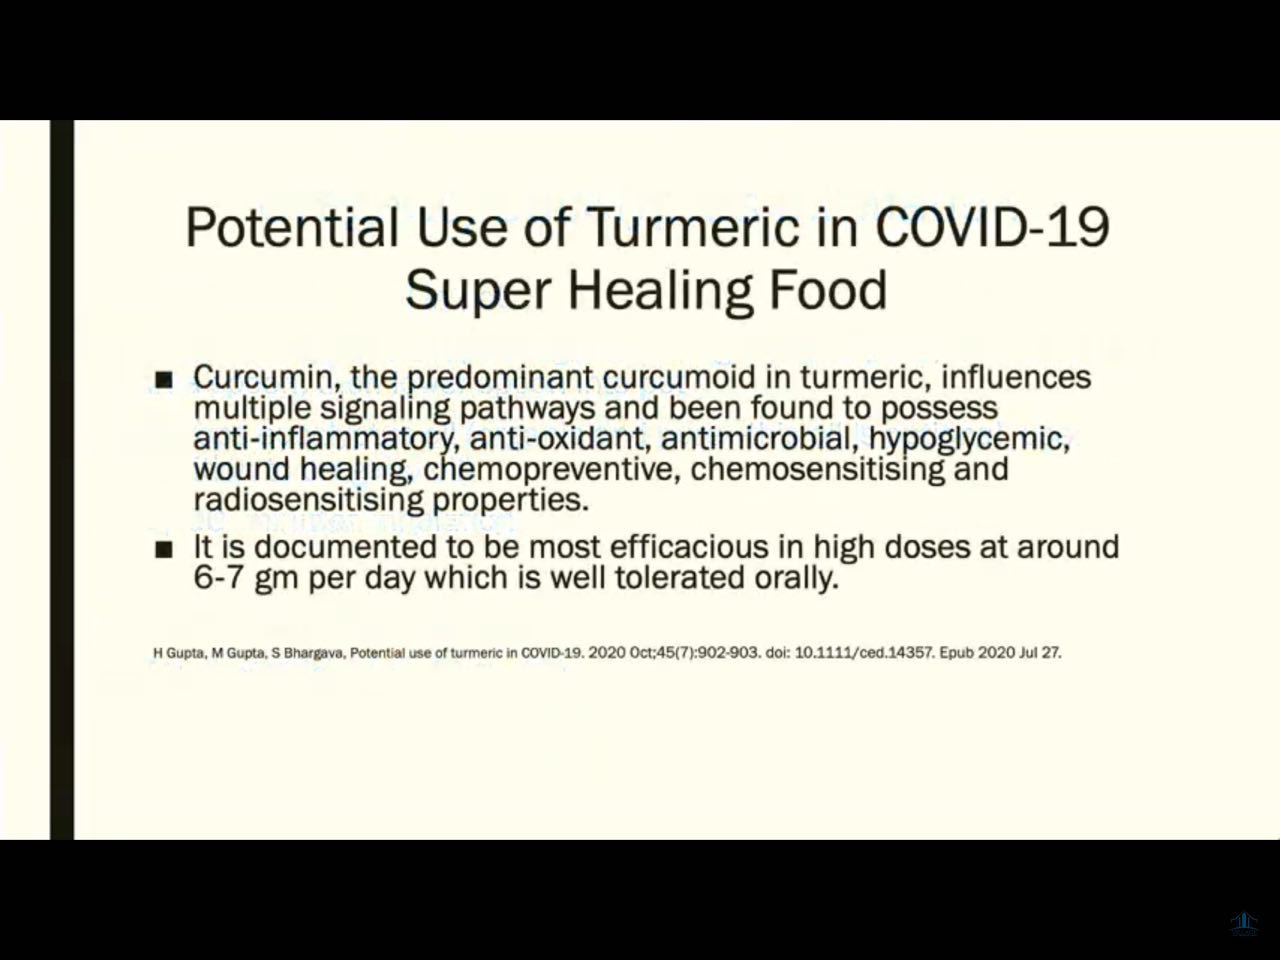 Potential Use of Turmeric in COVID-19
Super Healing Food
■ Curcumin, the predominant curcumoid in turmeric, influences
multiple signaling pathways and been found to possess
anti-inflammatory, anti-oxidant, antimicrobial, hypoglycemic,
wound healing, chemopreventive, chemosensitising and
radiosensitising properties.
■ It is documented to be most efficacious in high doses at around
6-7 gm per day which is well tolerated orally.
H Gupta, M Gupta, S Bhargava, Potential use of turmeric in COVID-19. 2020 Oct;45(7):902-903. doi: 10.1111/ced.14357. Epub 2020 Jul 27.